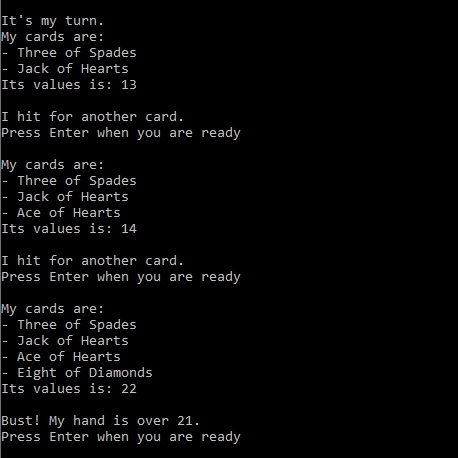 It's my turn.
My cards are:
- Three of Spades
- Jack of Hearts
Its values is: 13
I hit for another card.
Press Enter when you are ready
My cards are:
- Three of Spades
- Jack of Hearts
- Ace of Hearts
Its values is: 14
I hit for another card.
Press Enter when you are ready
My cards are:
- Three of Spades
- Jack of Hearts
- Ace of Hearts
- Eight of Diamonds
Its values is: 22
Bust! My hand is over 21.
Press Enter when you are ready